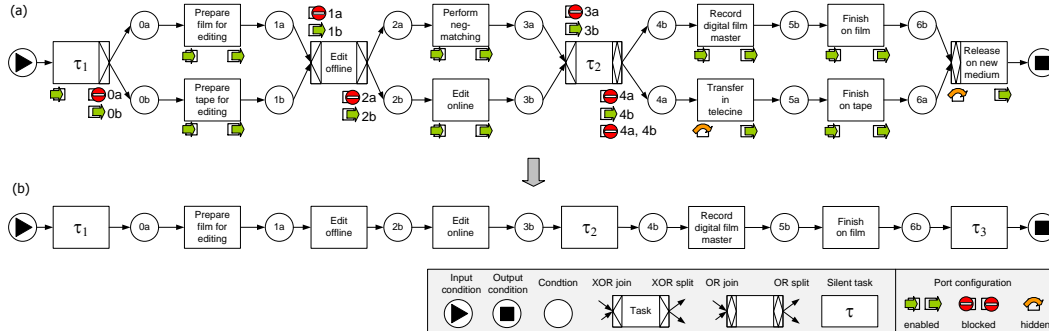 (a)
0a
Prepare
film for
editing
1a
1a
1b
2a
Perform
neg-
matching
3a
3a
3b
4b
Record
digital film
master
5b
Finish
on film
6b
τ1
Edit
offline
τ2
Release
on new
medium
0a
0b
0b
Prepare
tape for
editing
1b
2a
2b
2b
Edit
online
3b
4a
4b
4a, 4b
4a
Transfer
in
telecine
5a
Finish
on tape
6a
(b)
τ1
0a
Prepare
film for
editing
1a
Edit
offline
2b
Edit
online
3b
τ2
4b
Record
digital film
master
5b
Finish
on film
6b
τ3
Input
condition
Output
condition
Condtion
XOR join
XOR split
Task
OR join
OR split
Silent task
τ
Port configuration
enabled
blocked
hidden